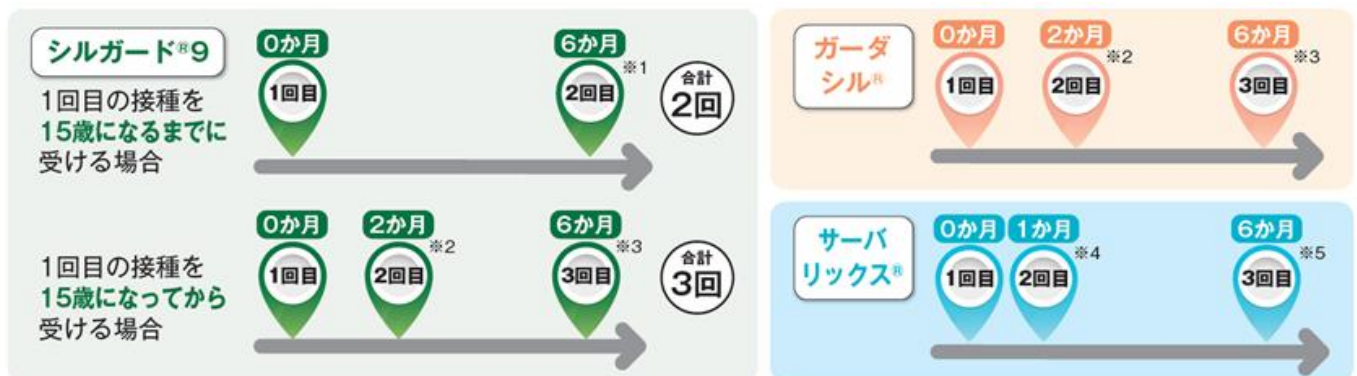 シルガード®9
1回目の接種を
15歳になるまでに
受ける場合
0か月
1回目
6か月
※1
2回目
合計
2回
1回目の接種を
15歳になってから
受ける場合
0か月
1回目
2か月
※2
2回目
6か月
※3
3回目
合計
3回
ガーダ
シル®
0か月
1回目
2か月
※2
2回目
6か月
※3
3回目
サーバ
リックス®
0か月
1回目
1か月
※4
2回目
6か月
※5
3回目